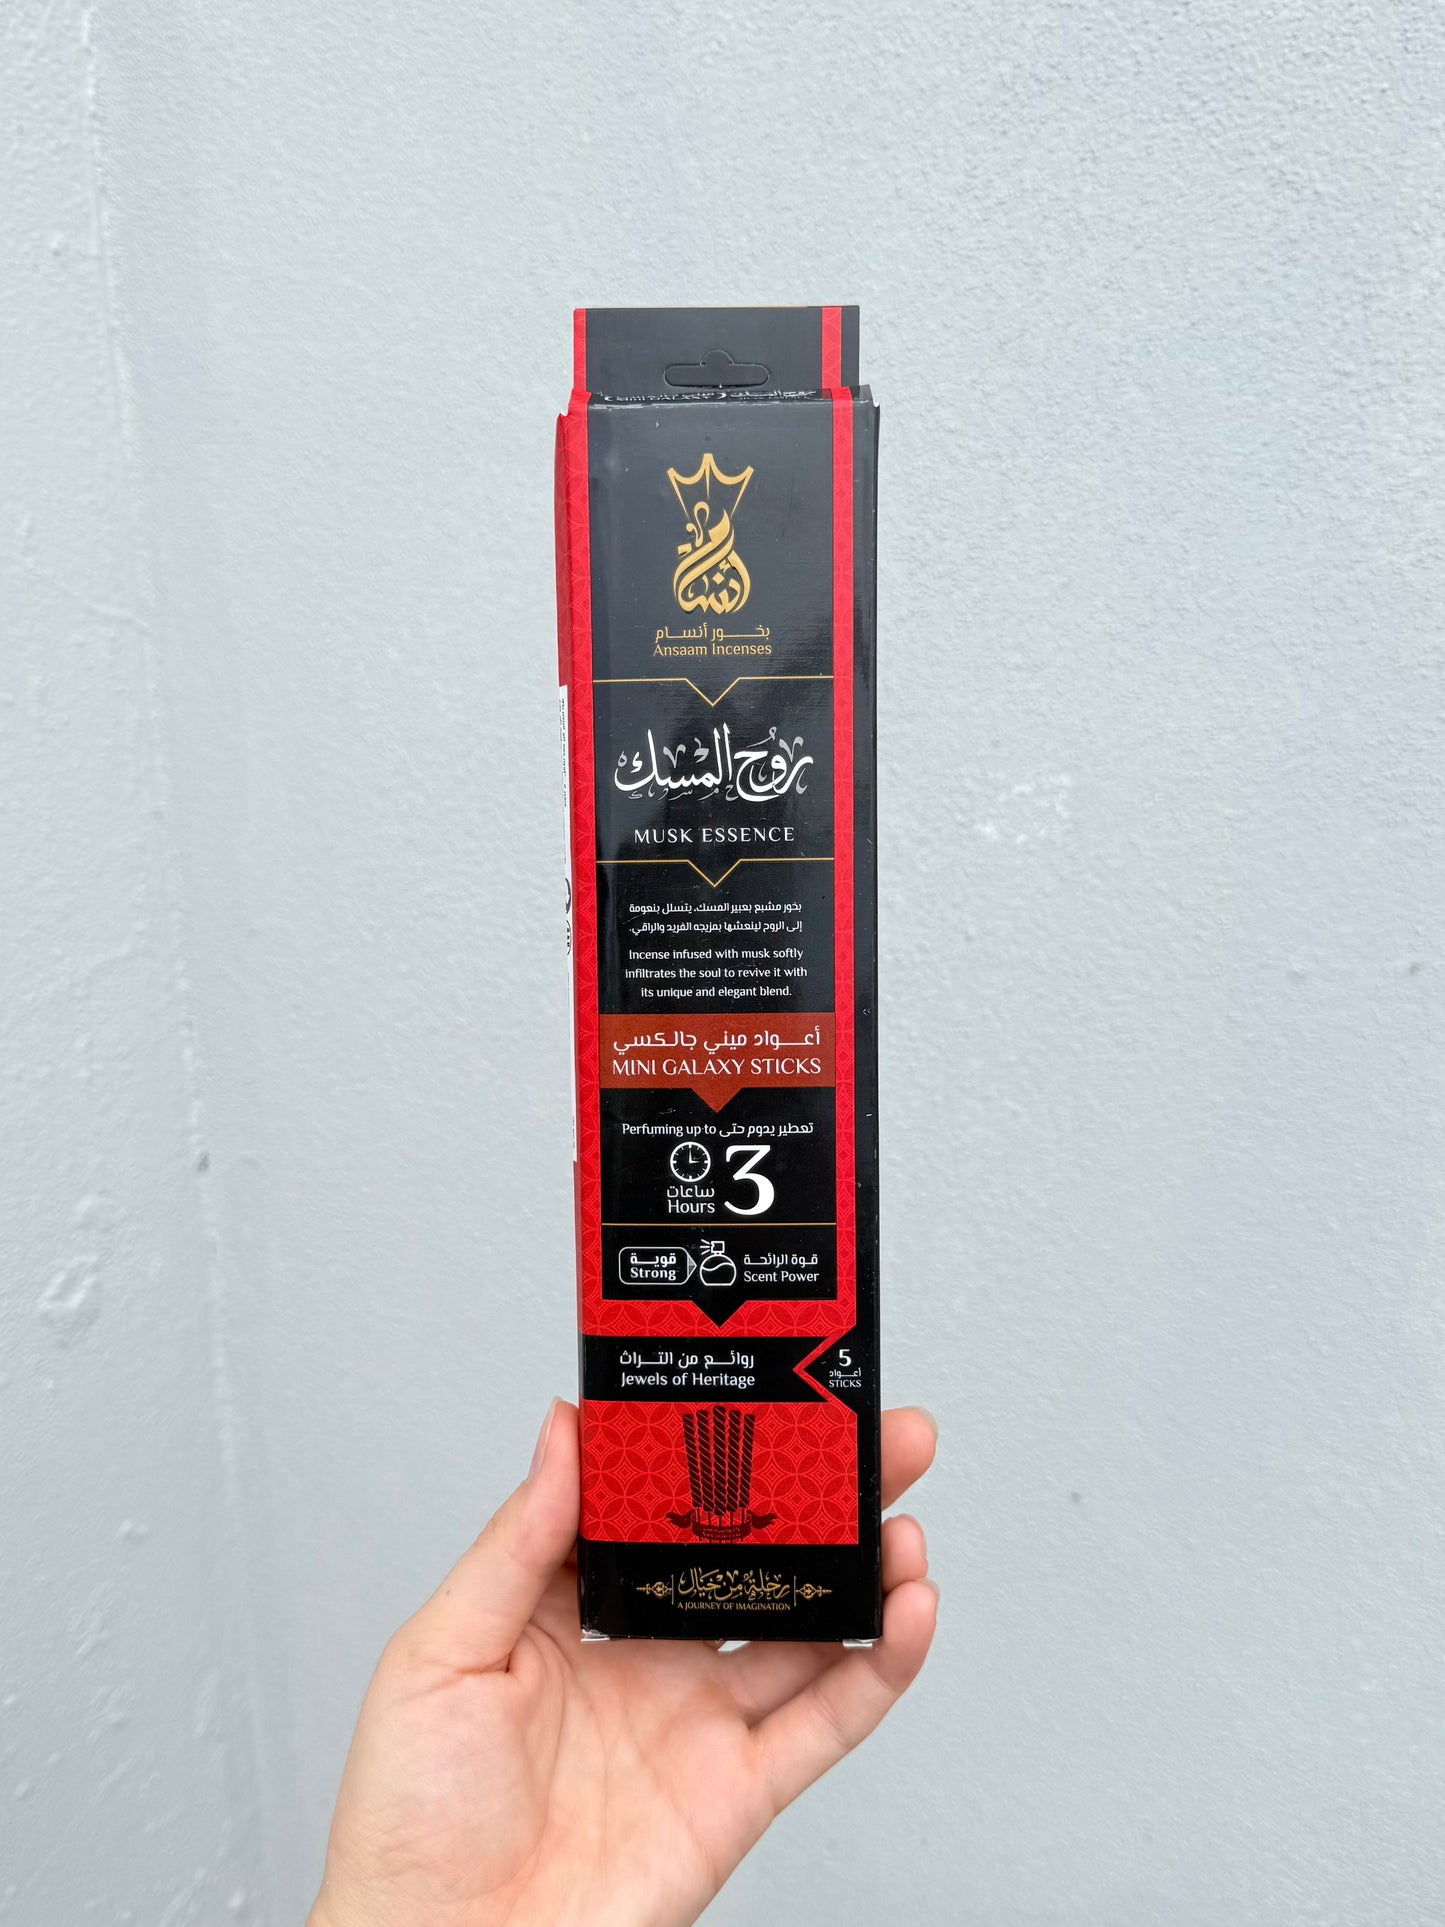 أنسام
بخور أنسام
Ansaam Incenses
روح المسك
MUSK ESSENCE
بخور مشبع بعبير المسك، يتسلل بنعومة
إلى الروح لينعشها بمزيجه الفريد والراقي.
Incense infused with musk softly
infiltrates the soul to revive it with
its unique and elegant blend.
أعواد ميني جالكسي
MINI GALAXY STICKS
Perfuming up to تعطير يدوم حتى
3
ساعات
Hours
قوية
Strong
قوة الرائحة
Scent Power
روائع من التراث
Jewels of Heritage
5
أعواد
STICKS
رحلة من خيال
A JOURNEY OF IMAGINATION